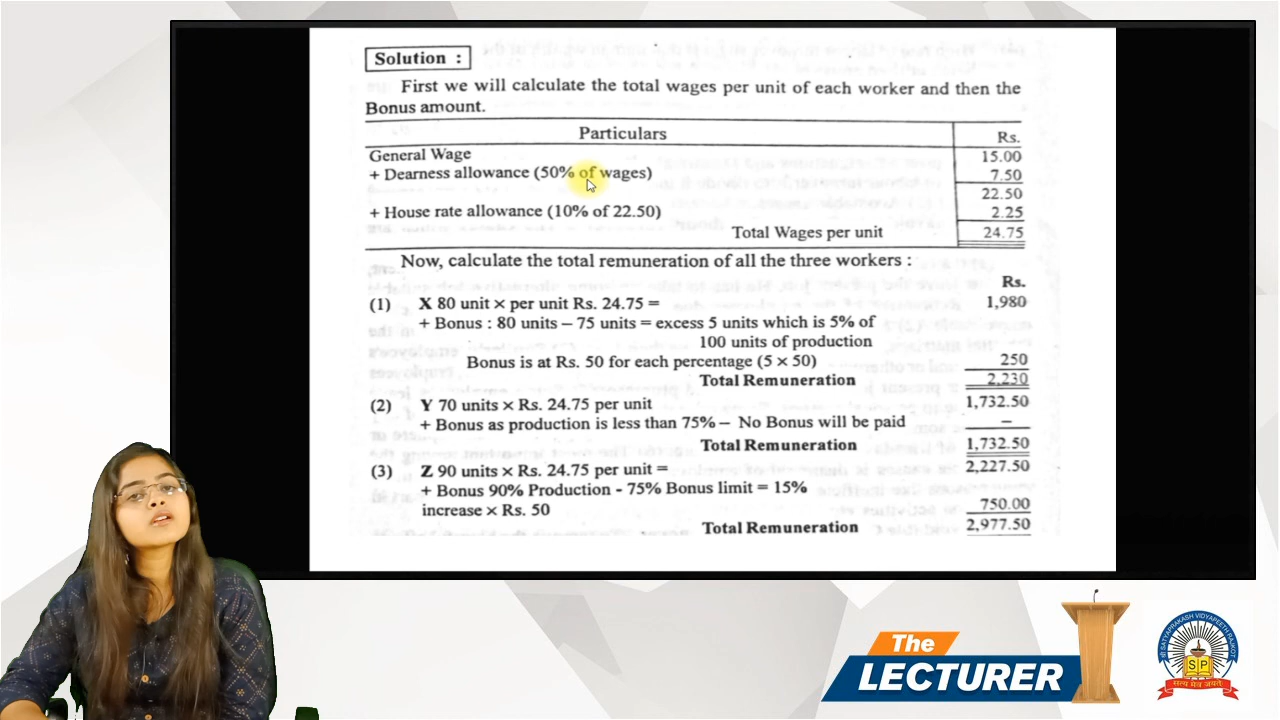 Solution :
First we will calculate the total wages per unit of each worker and then the
Bonus amount.
Particulars Rs.
General Wage 15.00
+ Dearness allowance (50% of wages) 7.50
22.50
+ House rate allowance (10% of 22.50) 2.25
Total Wages per unit 24.75
Now, calculate the total remuneration of all the three workers :
Rs.
(1) X 80 unit × per unit Rs. 24.75 = 1,980
+ Bonus : 80 units – 75 units = excess 5 units which is 5% of
100 units of production
Bonus is at Rs. 50 for each percentage (5 × 50) 250
Total Remuneration 2,230
(2) Y 70 units × Rs. 24.75 per unit 1,732.50
+ Bonus as production is less than 75% – No Bonus will be paid –
Total Remuneration 1,732.50
(3) Z 90 units × Rs. 24.75 per unit = 2,227.50
+ Bonus 90% Production - 75% Bonus limit = 15%
increase × Rs. 50 750.00
Total Remuneration 2,977.50
The
LECTURER
SP